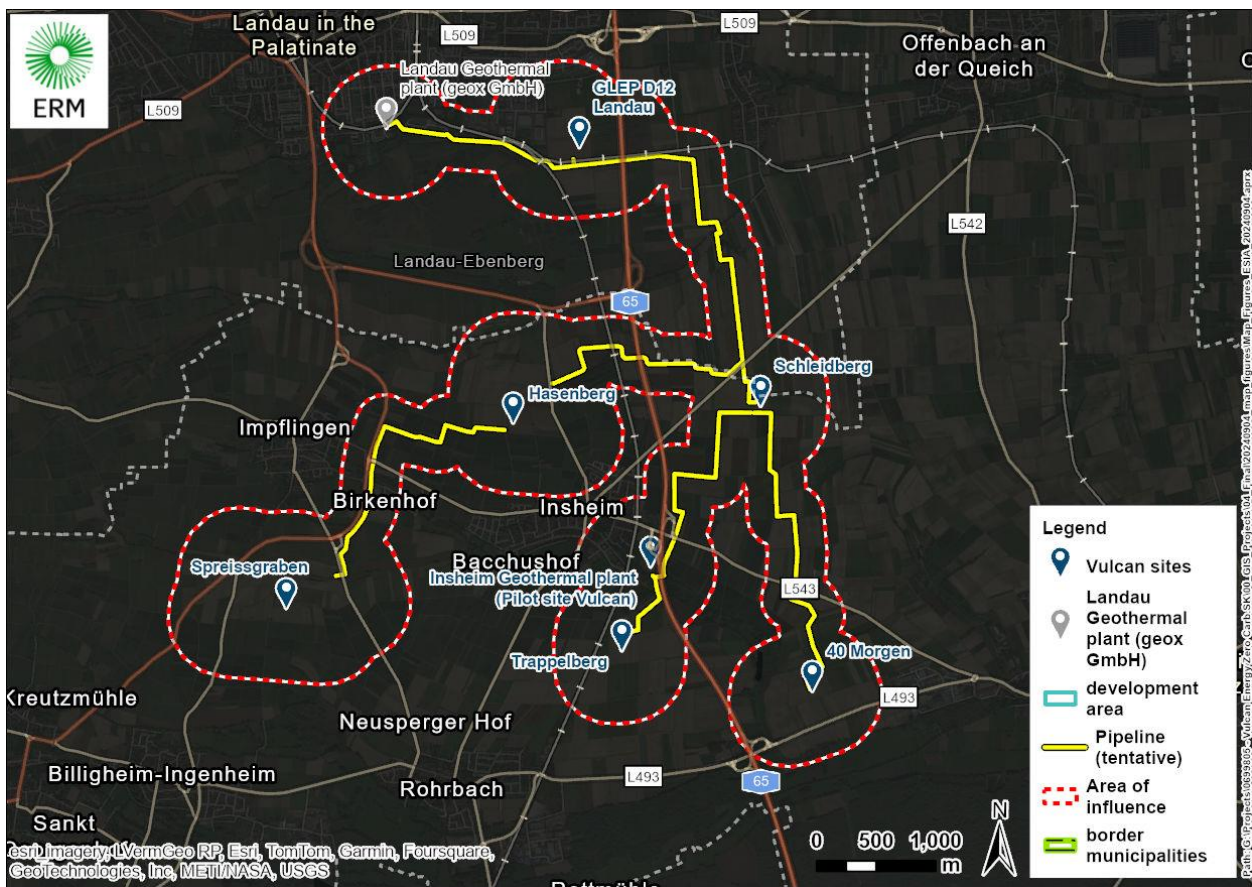 ERM
Landau in the
Palatinate
L509
L509
L509
Offenbach an
der Queich
Landau Geothermal
plant (geox GmbH)
GLEP D12
Landau
L542
Landau-Ebenberg
65
Schleidberg
Hasenberg
Impflingen
Birkenhof
Insheim
Bacchushof
Insheim Geothermal plant
(Pilot site Vulcan)
Spreissgraben
L543
Trappelberg
40 Morgen
L493
Kreutzmühle
Neusperger Hof
Billigheim-Ingenheim
Rohrbach
L493
65
Sankt
esri_imagery, LVermGeo RP, Esri, TomTom, Garmin, Foursquare,
GeoTechnologies, Inc, METI/NASA, USGS
N
0 500 1,000
m
Legend
Vulcan sites
Landau
Geothermal
plant (geox
GmbH)
development
area
Pipeline
(tentative)
Area of
influence
border
municipalities